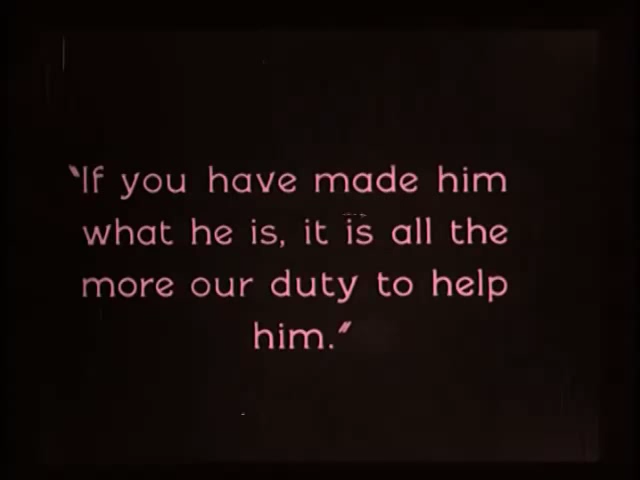 "If you have made him
what he is, it is all the
more our duty to help
him."